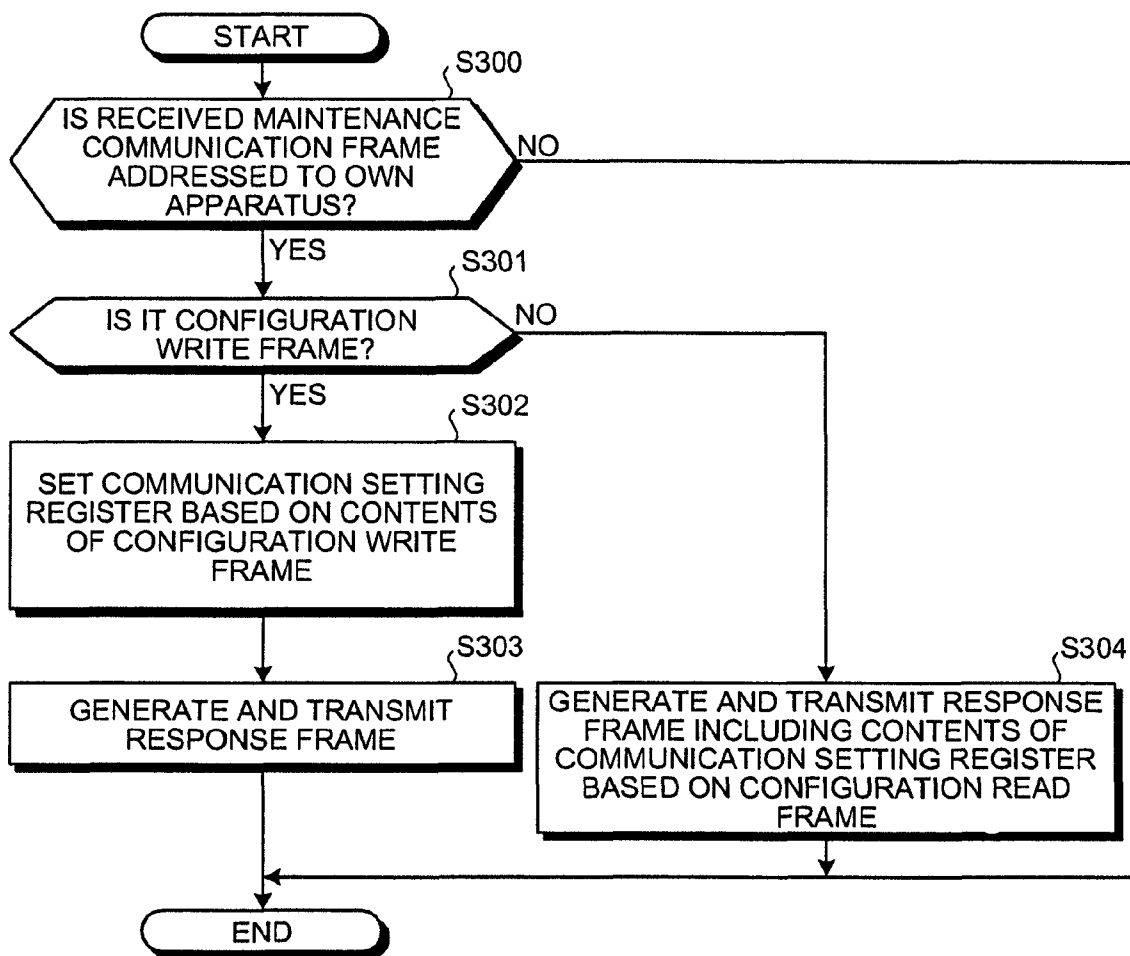 START
S300
IS RECEIVED MAINTENANCE
COMMUNICATION FRAME
ADDRESSED TO OWN
APPARATUS?
NO
YES
S301
IS IT CONFIGURATION
WRITE FRAME?
NO
YES
S302
SET COMMUNICATION SETTING
REGISTER BASED ON CONTENTS
OF CONFIGURATION WRITE
FRAME
S303
GENERATE AND TRANSMIT
RESPONSE FRAME
S304
GENERATE AND TRANSMIT RESPONSE
FRAME INCLUDING CONTENTS OF
COMMUNICATION SETTING REGISTER
BASED ON CONFIGURATION READ
FRAME
END